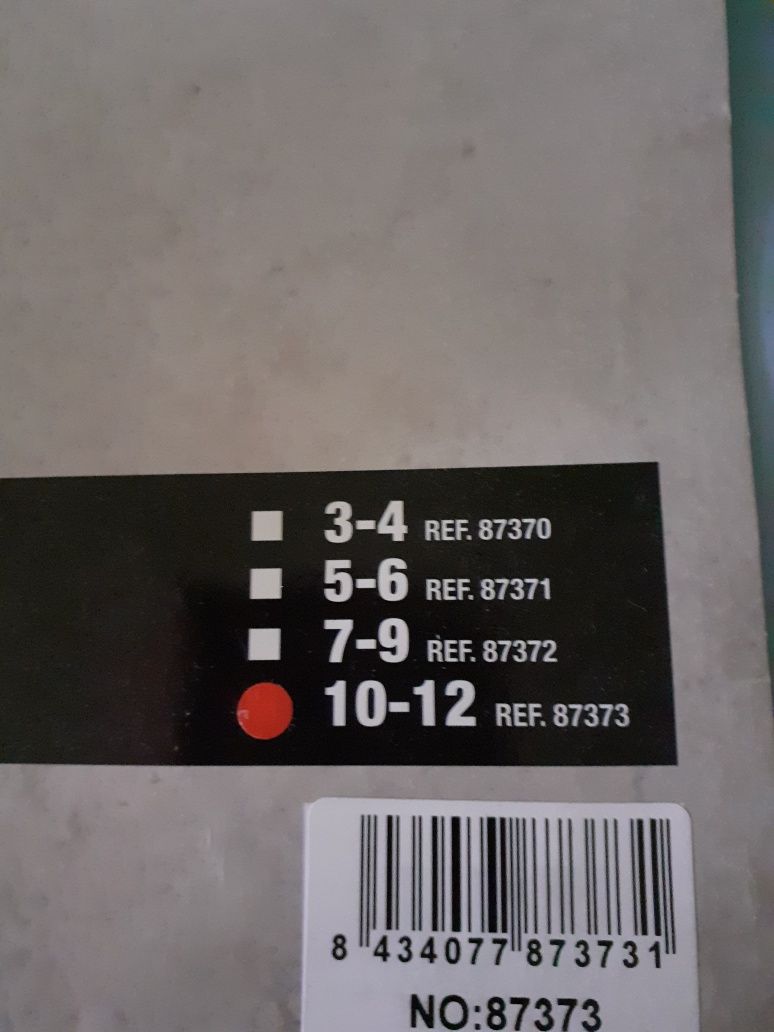 3-4 REF. 87370
5-6 REF. 87371
7-9 REF. 87372
10-12 REF. 87373
8 434077 873731
NO:87373